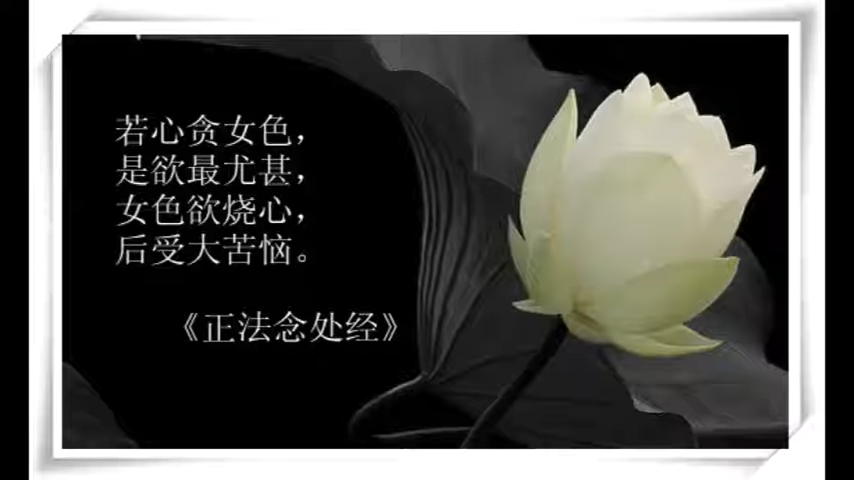 若心贪女色，
是欲最尤甚，
女色欲烧心，
后受大苦恼。
《正法念处经》